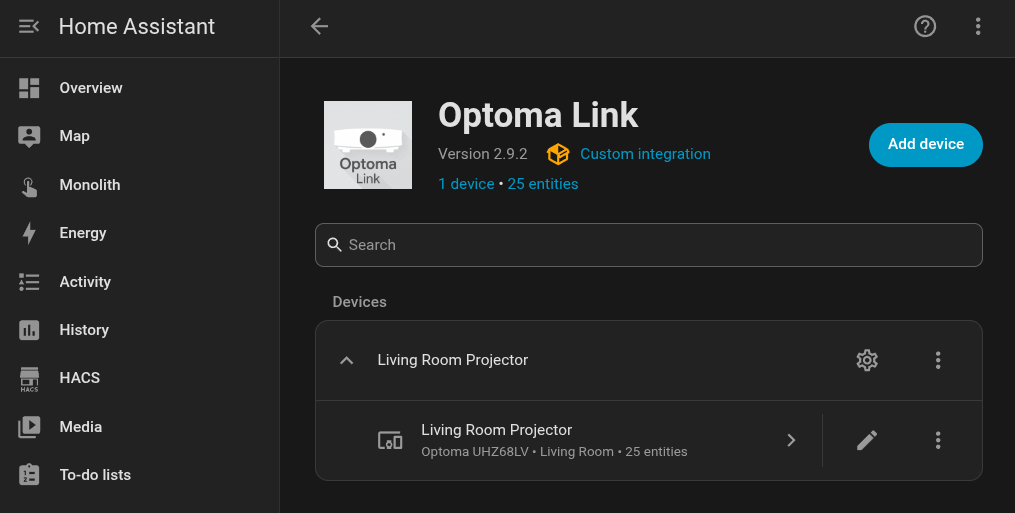 Home Assistant
Overview
Map
Monolith
Energy
Activity
History
HACS
HACS
Media
To-do lists
Optoma
Link
Optoma Link
Version 2.9.2 Custom integration
1 device • 25 entities
Add device
Search
Devices
Living Room Projector
Living Room Projector
Optoma UHZ68LV • Living Room • 25 entities